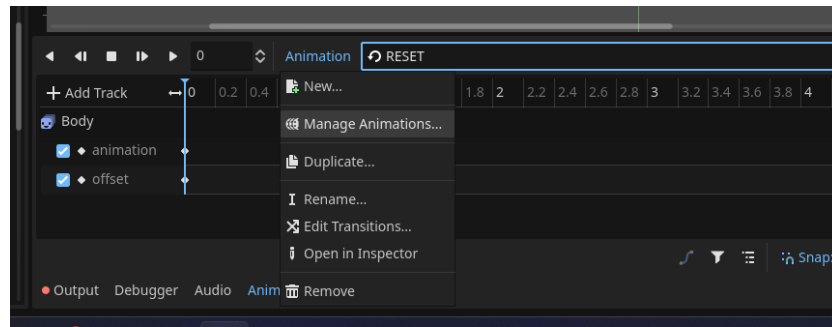 0 Animation RESET
Add Track 0 0.2 0.4 1.8 2 2.2 2.4 2.6 2.8 3 3.2 3.4 3.6 3.8 4
New...
Body
Manage Animations...
animation
Duplicate...
offset
Rename...
Edit Transitions...
Open in Inspector
Snap:
Output Debugger Audio Anim
Remove